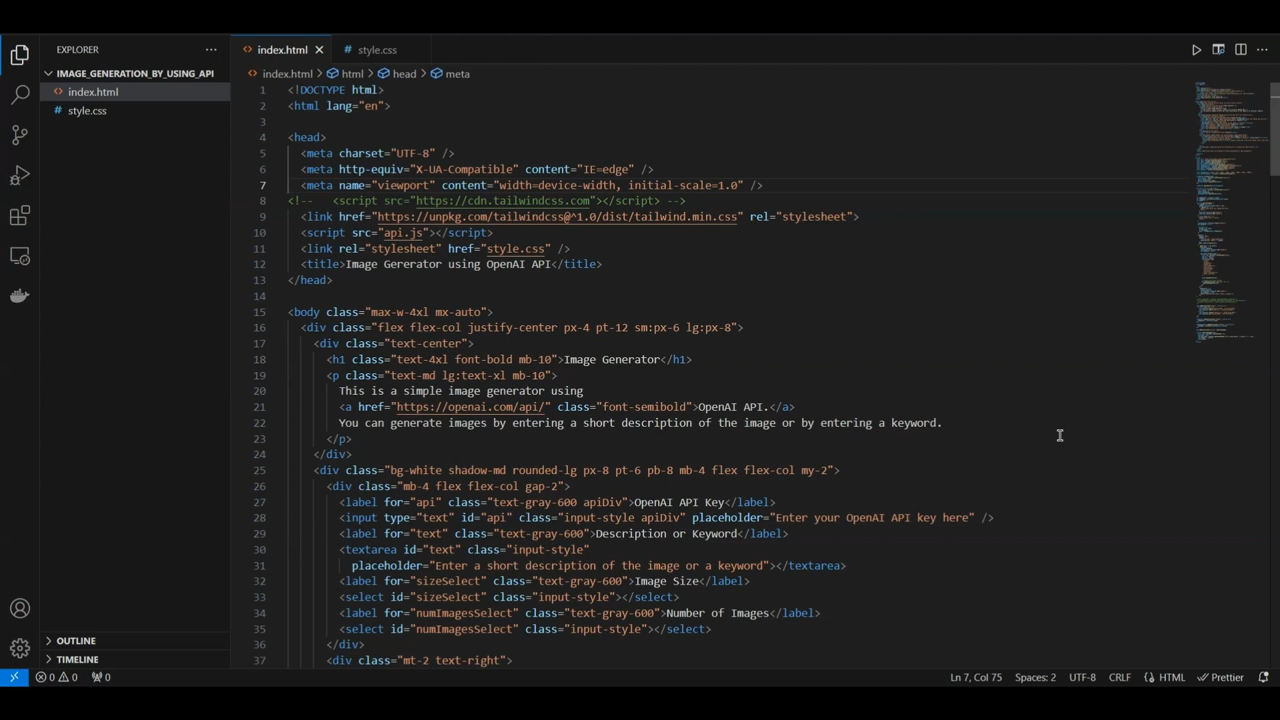 EXPLORER
IMAGE_GENERATION_BY_USING_API
index.html
style.css
OUTLINE
TIMELINE
index.html
style.css
index.html > html > head > meta
1 <!DOCTYPE html>
2 <html lang="en">
3
4 <head>
5 <meta charset="UTF-8" />
6 <meta http-equiv="X-UA-Compatible" content="IE=edge" />
7 <meta name="viewport" content="width=device-width, initial-scale=1.0" />
8 <!-- <script src="https://cdn.tailwindcss.com"></script> -->
9 <link href="https://unpkg.com/tailwindcss@^1.0/dist/tailwind.min.css" rel="stylesheet">
10 <script src="api.js"></script>
11 <link rel="stylesheet" href="style.css" />
12 <title>Image Gererator using OpenAI API</title>
13 </head>
14
15 <body class="max-w-4xl mx-auto">
16 <div class="flex flex-col justify-center px-4 pt-12 sm:px-6 lg:px-8">
17 <div class="text-center">
18 <h1 class="text-4xl font-bold mb-10">Image Generator</h1>
19 <p class="text-md lg:text-xl mb-10">
20 This is a simple image generator using
21 <a href="https://openai.com/api/" class="font-semibold">OpenAI API.</a>
22 You can generate images by entering a short description of the image or by entering a keyword.
23 </p>
24 </div>
25 <div class="bg-white shadow-md rounded-lg px-8 pt-6 pb-8 mb-4 flex flex-col my-2">
26 <div class="mb-4 flex flex-col gap-2">
27 <label for="api" class="text-gray-600 apiDiv">OpenAI API Key</label>
28 <input type="text" id="api" class="input-style apiDiv" placeholder="Enter your OpenAI API key here" />
29 <label for="text" class="text-gray-600">Description or Keyword</label>
30 <textarea id="text" class="input-style"
31 placeholder="Enter a short description of the image or a keyword"></textarea>
32 <label for="sizeSelect" class="text-gray-600">Image Size</label>
33 <select id="sizeSelect" class="input-style"></select>
34 <label for="numImagesSelect" class="text-gray-600">Number of Images</label>
35 <select id="numImagesSelect" class="input-style"></select>
36 </div>
37 <div class="mt-2 text-right">
0 0 0 Ln 7, Col 75 Spaces: 2 UTF-8 CRLF HTML Prettier